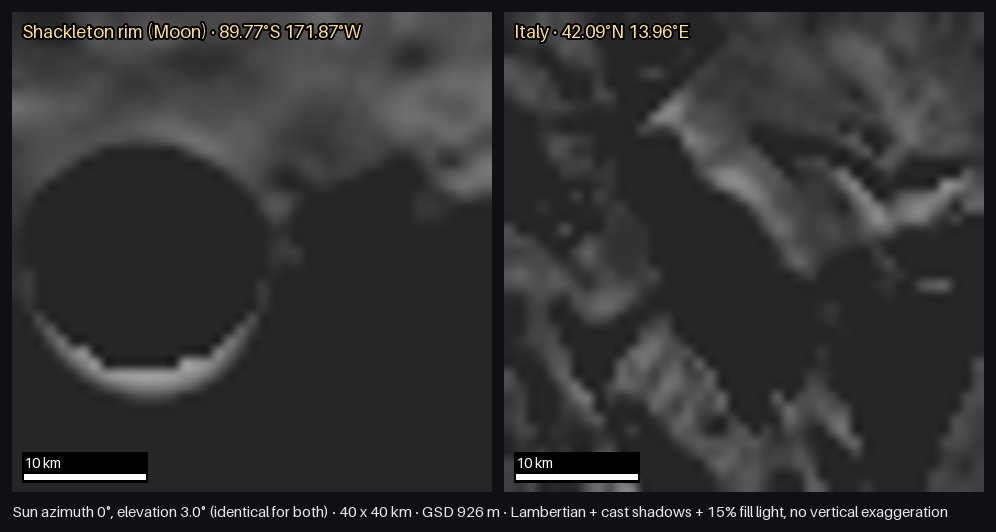 Shackleton rim (Moon) · 89.77°S 171.87°W
Italy · 42.09°N 13.96°E
10 km
10 km
Sun azimuth 0°, elevation 3.0° (identical for both) · 40 x 40 km · GSD 926 m · Lambertian + cast shadows + 15% fill light, no vertical exaggeration